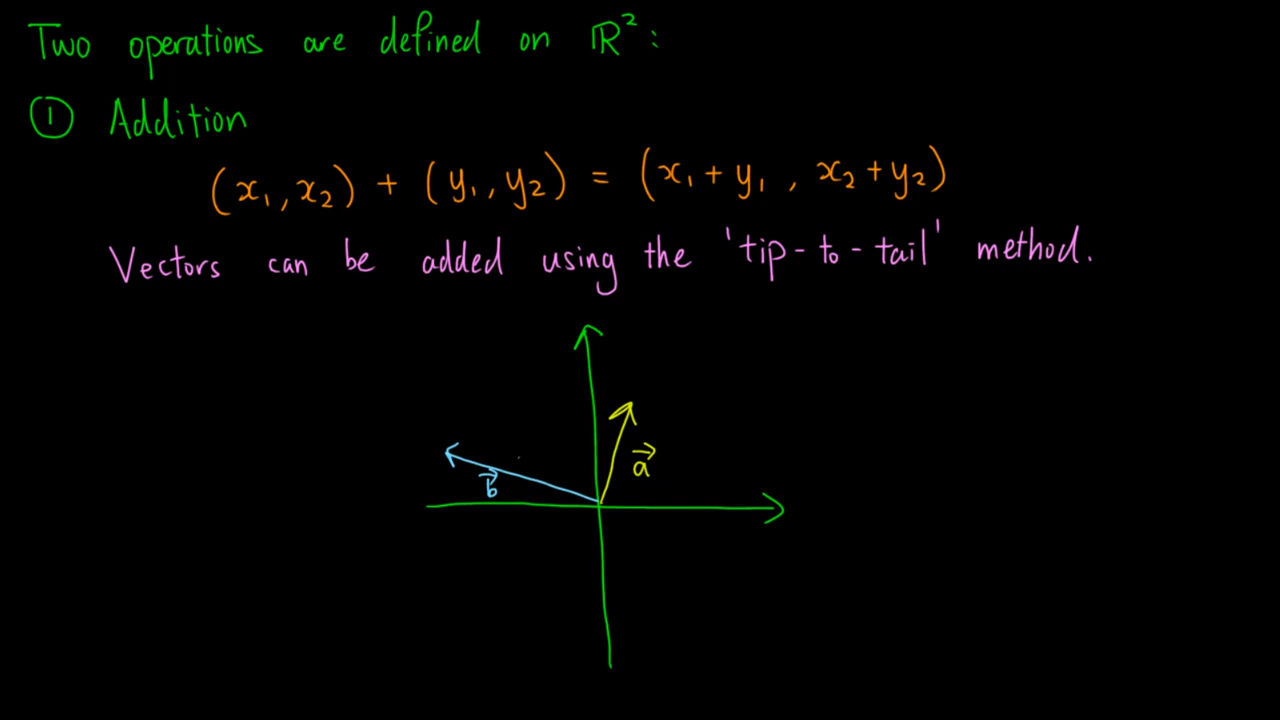 Two operations are defined on ℝ²:
① Addition
(x₁, x₂) + (y₁, y₂) = (x₁ + y₁, x₂ + y₂)
Vectors can be added using the 'tip-to-tail' method.
a⃗
b⃗